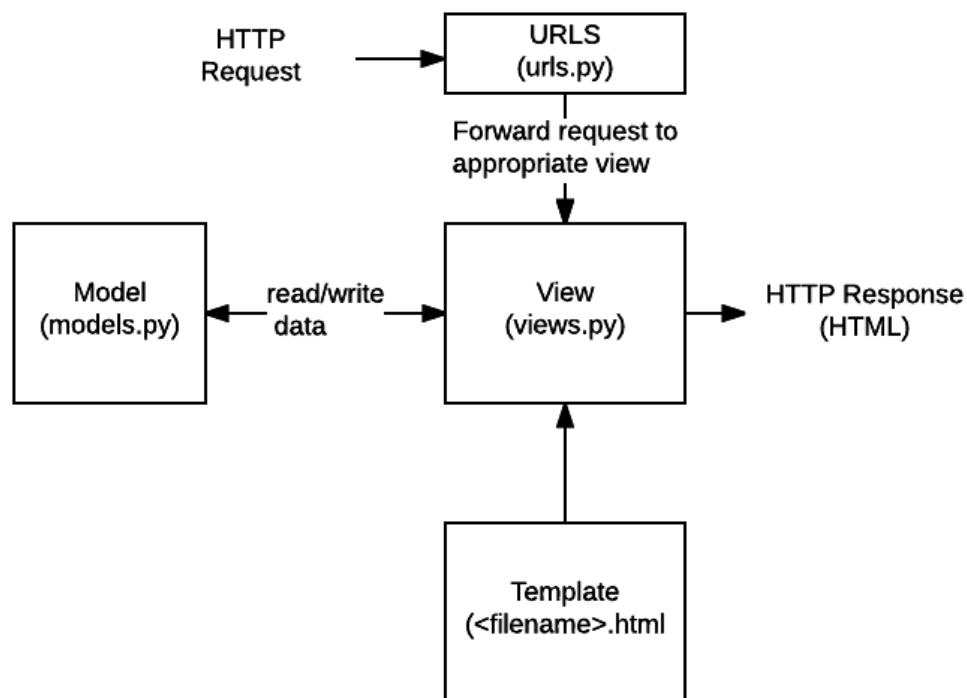 HTTP
Request
URLS
(urls.py)
Forward request to
appropriate view
Model
(models.py)
read/write
data
View
(views.py)
HTTP Response
(HTML)
Template
(<filename>.html